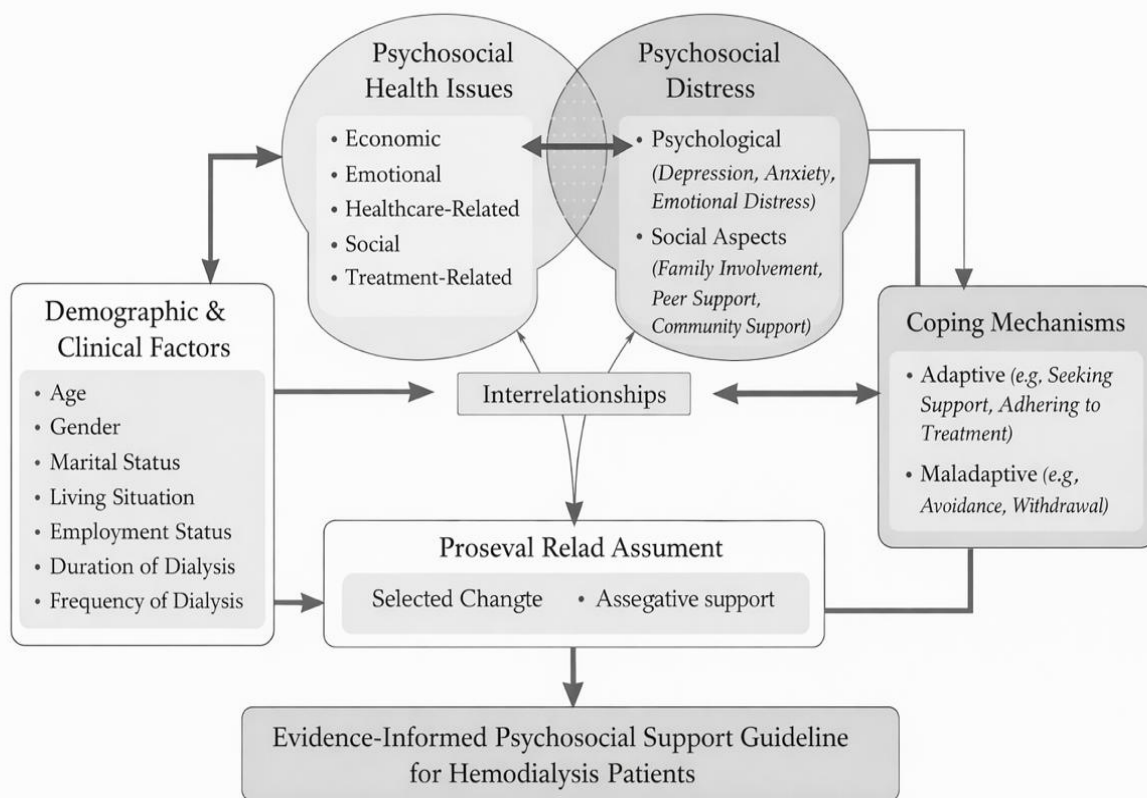 Psychosocial
Health Issues
• Economic
• Emotional
• Healthcare-Related
• Social
• Treatment-Related
Psychosocial
Distress
• Psychological
(Depression, Anxiety,
Emotional Distress)
• Social Aspects
(Family Involvement,
Peer Support,
Community Support)
Demographic &
Clinical Factors
• Age
• Gender
• Marital Status
• Living Situation
• Employment Status
• Duration of Dialysis
• Frequency of Dialysis
Interrelationships
Coping Mechanisms
• Adaptive (e.g, Seeking
Support, Adhering to
Treatment)
• Maladaptive (e.g,
Avoidance, Withdrawal)
Proseval Relad Assument
Selected Changte • Assegative support
Evidence-Informed Psychosocial Support Guideline
for Hemodialysis Patients